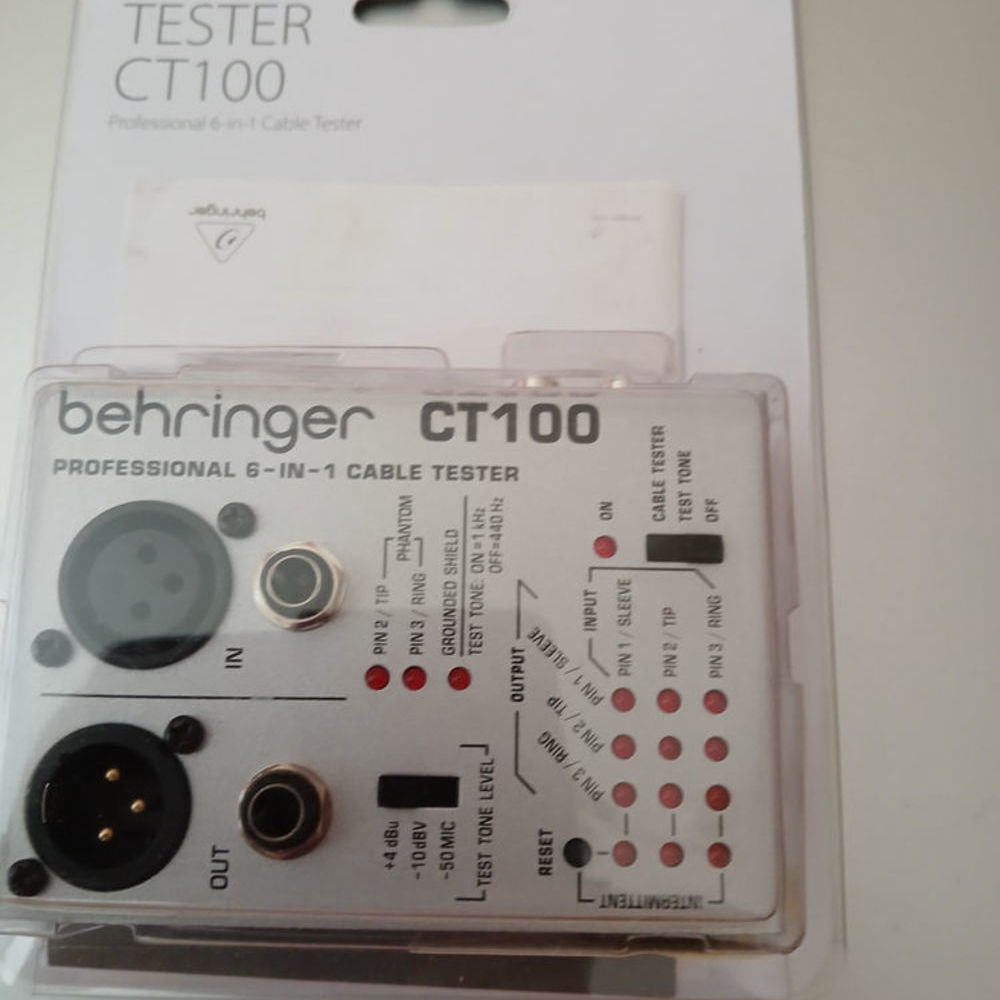 TESTER
CT100
Professional 6-in-1 Cable Tester
behringer
behringer CT100
PROFESSIONAL 6-IN-1 CABLE TESTER
IN
PIN 2 / TIP
PIN 3 / RING
PHANTOM
GROUNDED SHIELD
TEST TONE: ON=1 kHz
OFF=440 Hz
ON
CABLE TESTER
TEST TONE
OFF
INPUT
PIN 1 / SLEEVE
PIN 2 / TIP
PIN 3 / RING
OUTPUT
PIN 1 / SLEEVE
PIN 2 / TIP
PIN 3 / RING
OUT
+4 dBu
-10 dBV
-50 MIC
TEST TONE LEVEL
RESET
INTERMITTENT